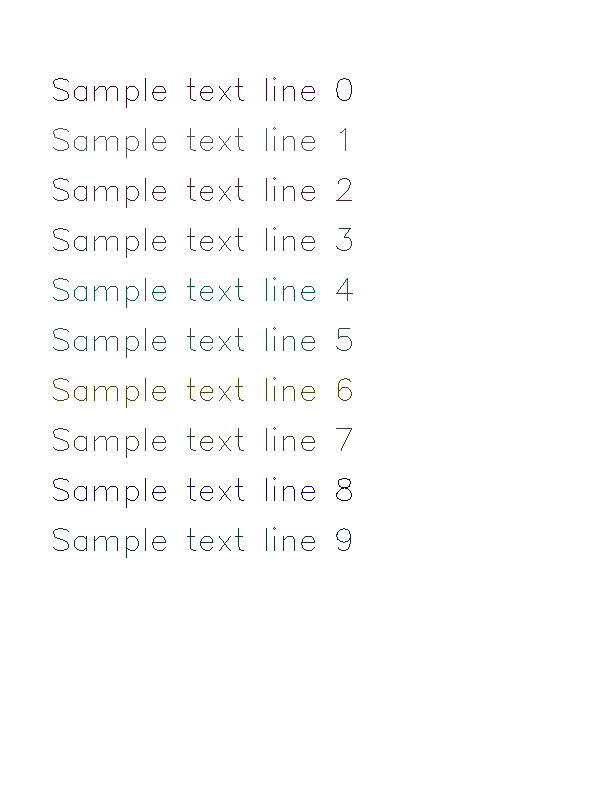 Sample text line 0
Sample text line 1
Sample text line 2
Sample text line 3
Sample text line 4
Sample text line 5
Sample text line 6
Sample text line 7
Sample text line 8
Sample text line 9